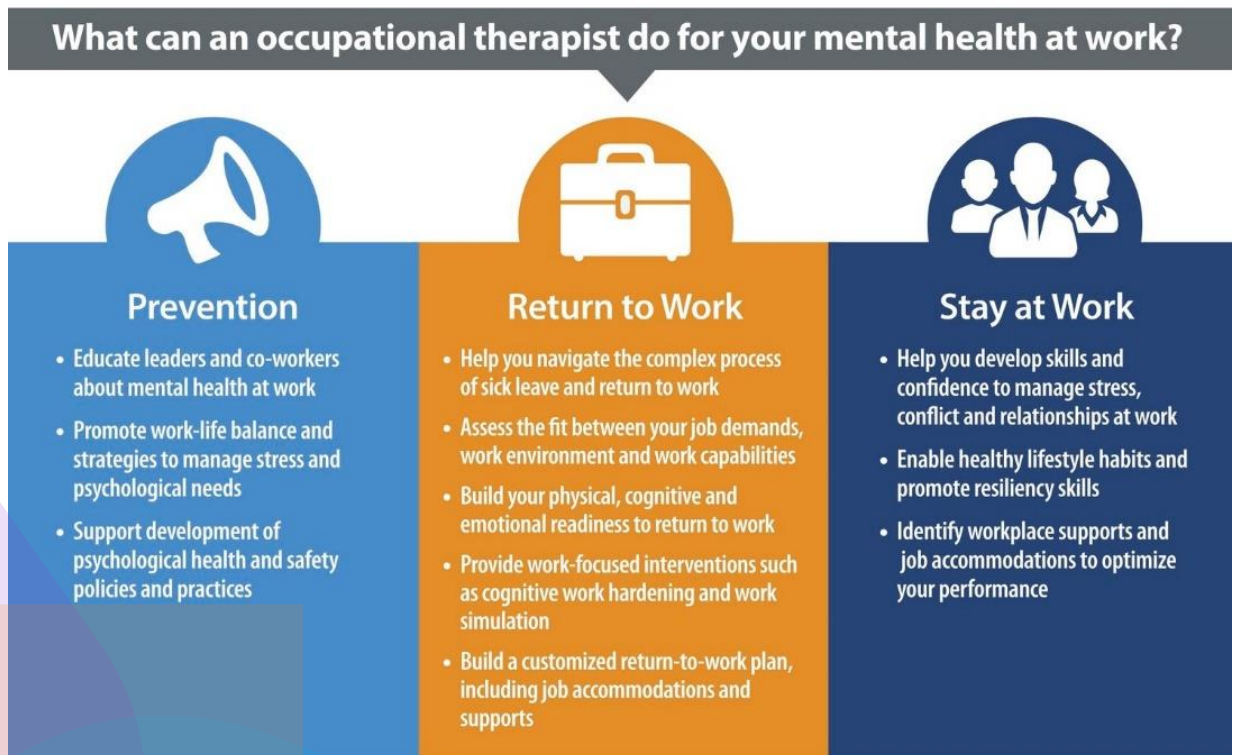 What can an occupational therapist do for your mental health at work?
Prevention
• Educate leaders and co-workers
about mental health at work
• Promote work-life balance and
strategies to manage stress and
psychological needs
• Support development of
psychological health and safety
policies and practices
Return to Work
• Help you navigate the complex process
of sick leave and return to work
• Assess the fit between your job demands,
work environment and work capabilities
• Build your physical, cognitive and
emotional readiness to return to work
• Provide work-focused interventions such
as cognitive work hardening and work
simulation
• Build a customized return-to-work plan,
including job accommodations and
supports
Stay at Work
• Help you develop skills and
confidence to manage stress,
conflict and relationships at work
• Enable healthy lifestyle habits and
promote resiliency skills
• Identify workplace supports and
job accommodations to optimize
your performance